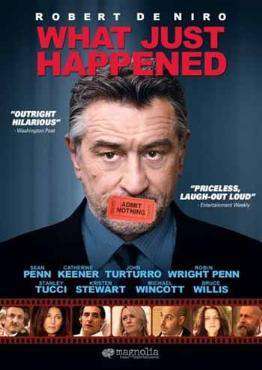 ROBERT DE NIRO
WHAT JUST
HAPPENED
"OUTRIGHT
HILARIOUS"
- Washington Post
ADMIT
NOTHING
"PRICELESS,
LAUGH-OUT LOUD"
- Entertainment Weekly
SEAN PENN CATHERINE KEENER JOHN TURTURRO ROBIN WRIGHT PENN
STANLEY TUCCI KRISTEN STEWART MICHAEL WINCOTT BRUCE WILLIS
magnolia